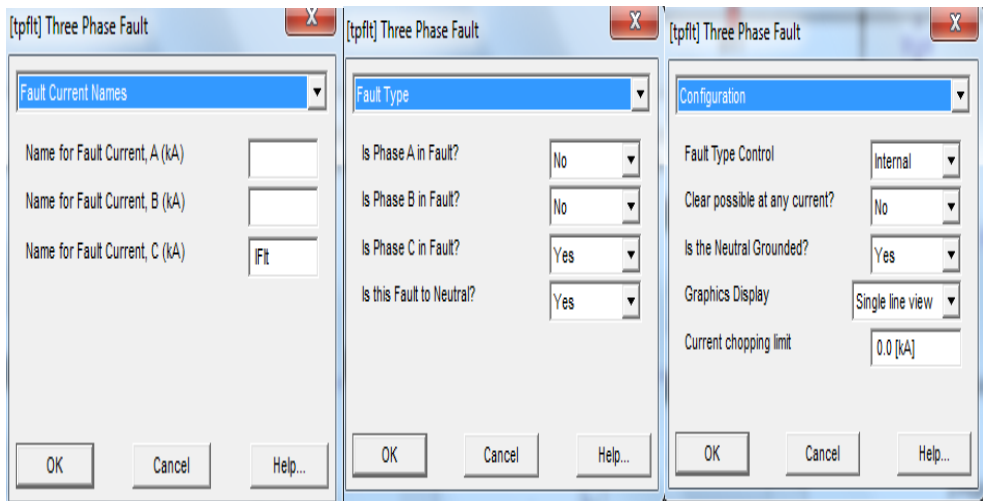 [tpflt] Three Phase Fault
X
Fault Current Names
Name for Fault Current, A (kA)
Name for Fault Current, B (kA)
Name for Fault Current, C (kA) IFlt
OK Cancel Help...
[tpflt] Three Phase Fault
X
Fault Type
Is Phase A in Fault? No
Is Phase B in Fault? No
Is Phase C in Fault? Yes
Is this Fault to Neutral? Yes
OK Cancel Help...
[tpflt] Three Phase Fault
X
Configuration
Fault Type Control Internal
Clear possible at any current? No
Is the Neutral Grounded? Yes
Graphics Display Single line view
Current chopping limit 0.0 [kA]
OK Cancel Help...